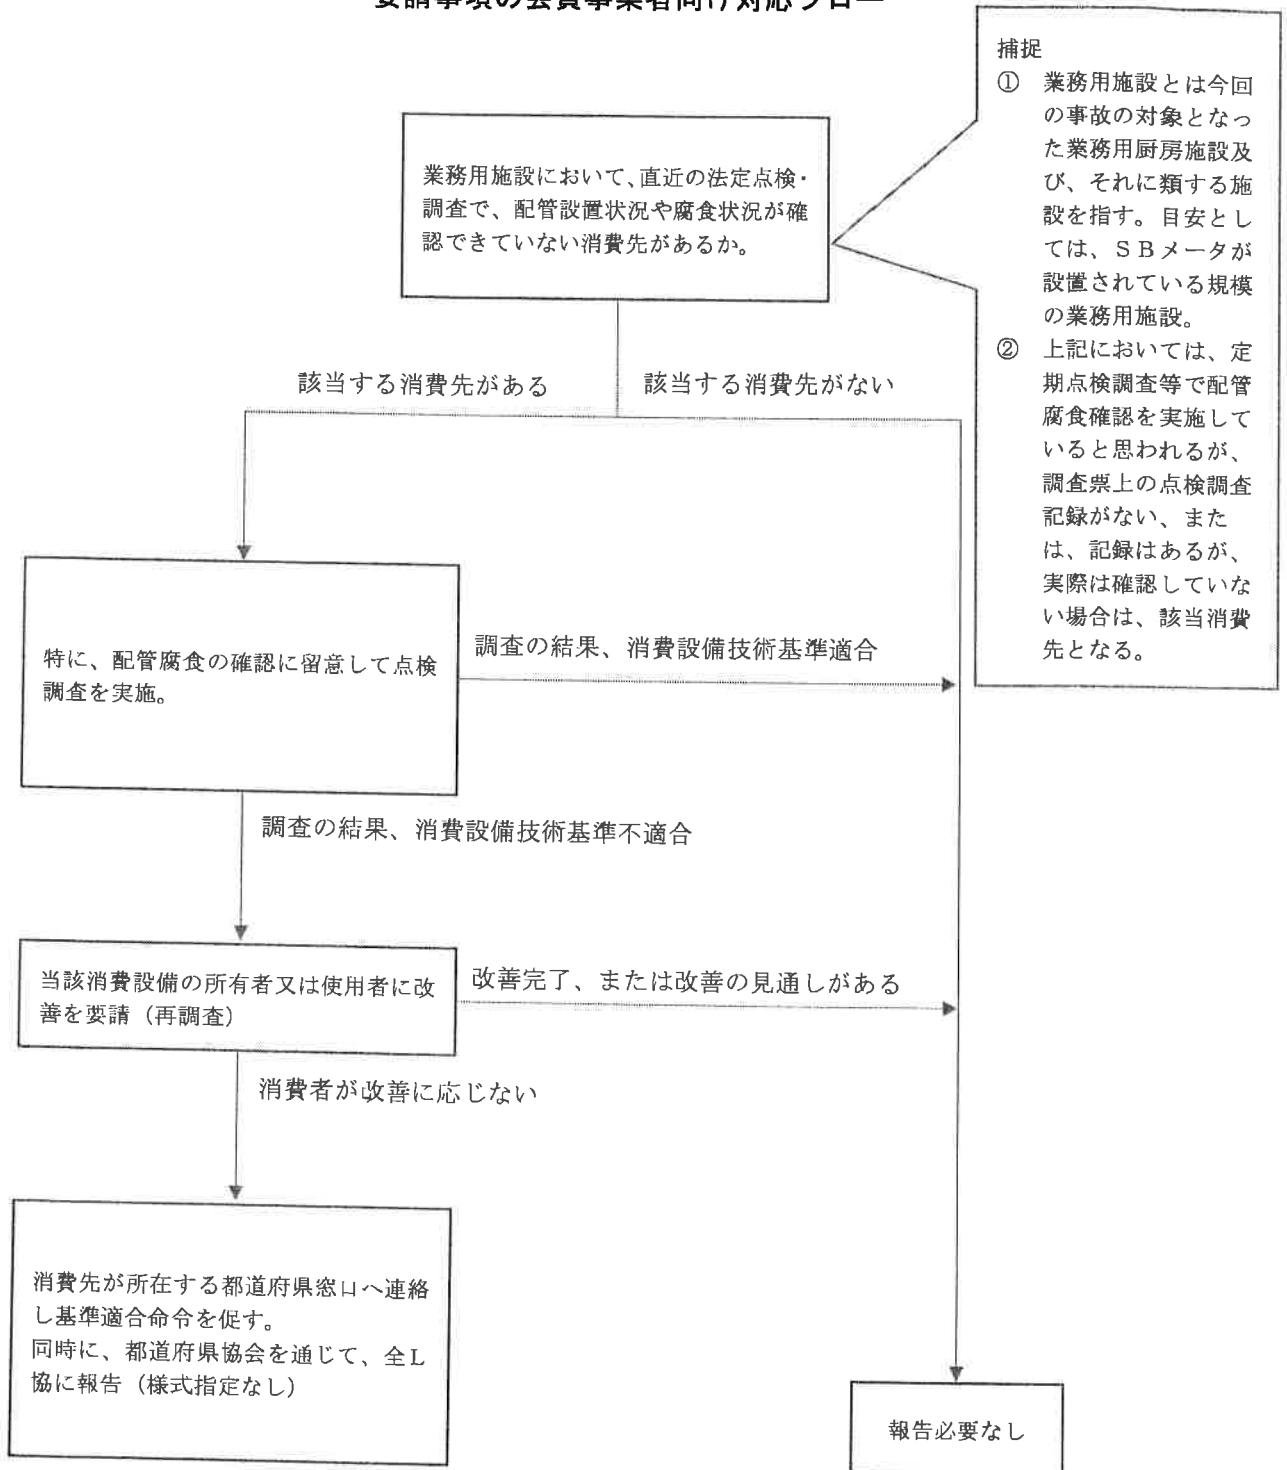 要請事項の会員事業者向け対応フロー
捕捉
① 業務用施設とは今回
の事故の対象となっ
た業務用厨房施設及
び、それに類する施
設を指す。目安とし
ては、ＳＢメータが
設置されている規模
の業務用施設。
② 上記においては、定
期点検調査等で配管
腐食確認を実施して
いると思われるが、
調査票上の点検調査
記録がない、また
は、記録はあるが、
実際は確認していな
い場合は、該当消費
先となる。
業務用施設において、直近の法定点検・
調査で、配管設置状況や腐食状況が確
認できていない消費先があるか。
該当する消費先がある
該当する消費先がない
特に、配管腐食の確認に留意して点検
調査を実施。
調査の結果、消費設備技術基準適合
調査の結果、消費設備技術基準不適合
当該消費設備の所有者又は使用者に改
善を要請（再調査）
改善完了、または改善の見通しがある
消費者が改善に応じない
消費先が所在する都道府県窓口へ連絡
し基準適合命令を促す。
同時に、都道府県協会を通じて、全Ｌ
協に報告（様式指定なし）
報告必要なし